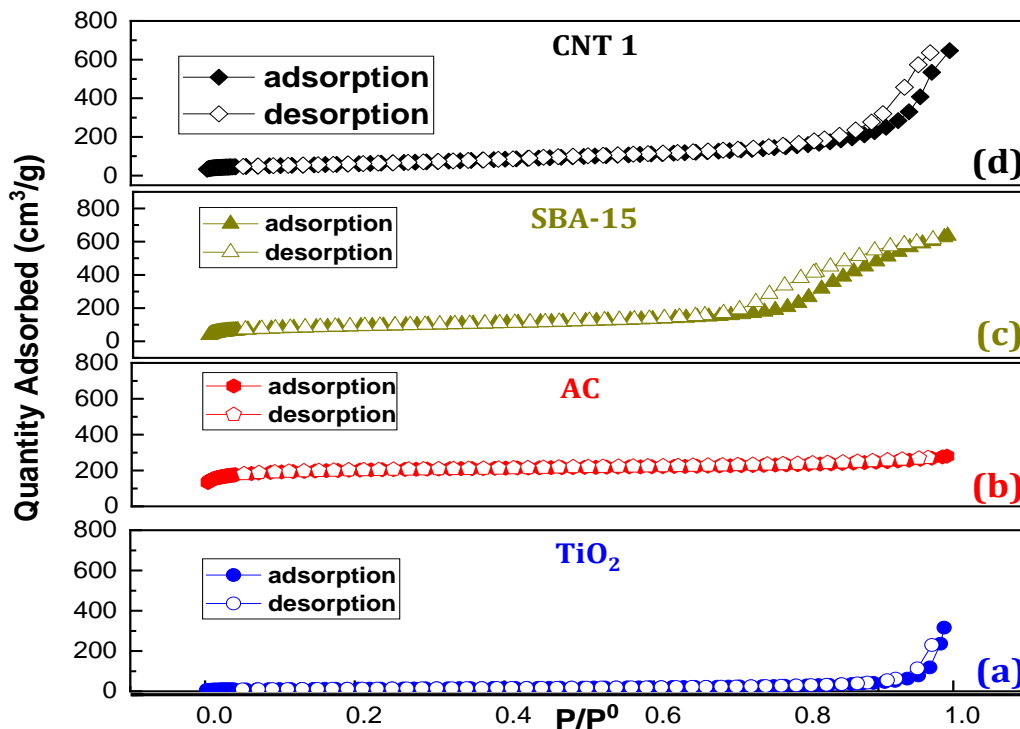 Quantity Adsorbed (cm³/g)
800
600
400
200
0
CNT 1
adsorption
desorption
(d)
800
600
400
200
0
SBA-15
adsorption
desorption
(c)
800
600
400
200
0
AC
adsorption
desorption
(b)
800
600
400
200
0
TiO₂
adsorption
desorption
(a)
0.0 0.2 0.4 0.6 0.8 1.0
P/P⁰